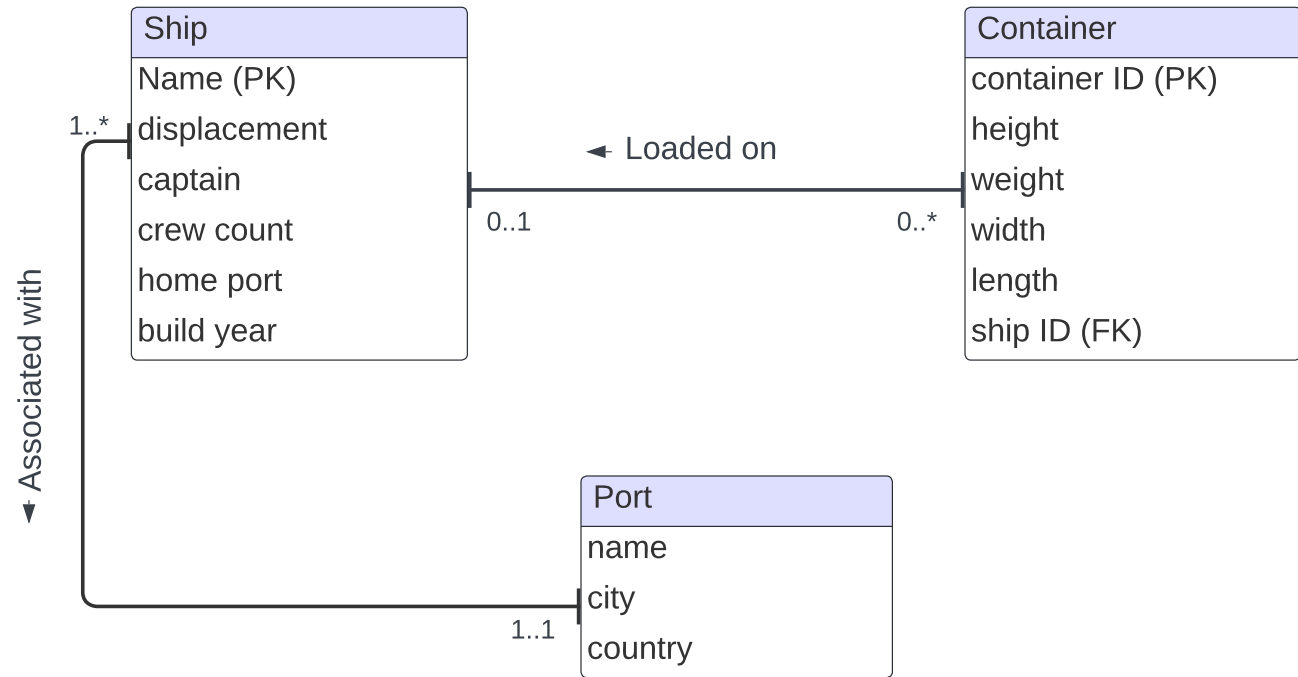 Ship
Name (PK)
displacement
captain
crew count
home port
build year
1..*
Loaded on
0..1
0..*
Container
container ID (PK)
height
weight
width
length
ship ID (FK)
Associated with
Port
name
city
country
1..1